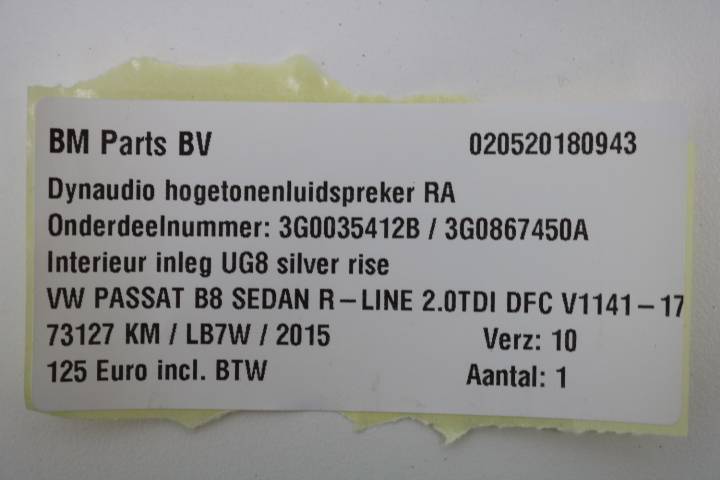 BM Parts BV 020520180943
Dynaudio hogetonenluidspreker RA
Onderdeelnummer: 3G0035412B / 3G0867450A
Interieur inleg UG8 silver rise
VW PASSAT B8 SEDAN R-LINE 2.0TDI DFC V1141-17
73127 KM / LB7W / 2015 Verz: 10
125 Euro incl. BTW Aantal: 1